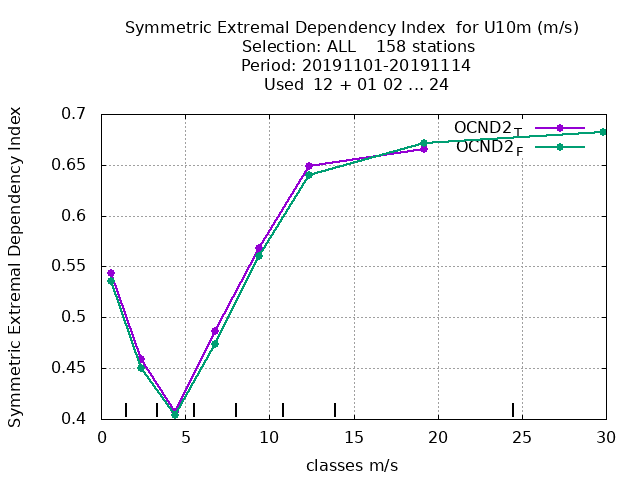 Symmetric Extremal Dependency Index for U10m (m/s)
Selection: ALL 158 stations
Period: 20191101-20191114
Used 12 + 01 02 ... 24
Symmetric Extremal Dependency Index
0.7
0.65
0.6
0.55
0.5
0.45
0.4
OCND2_T
OCND2_F
0 5 10 15 20 25 30
classes m/s